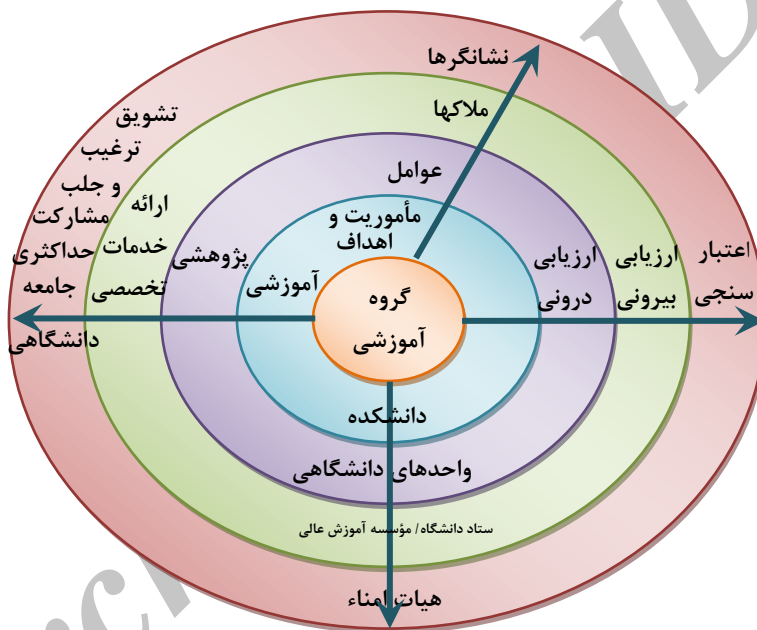 نشانگرها
ملاکها
عوامل
مأموریت و
اهداف
تشویق
ترغیب
و جلب
مشارکت
حداکثری
جامعه
دانشگاهی
ارائه
خدمات
تخصصی
پژوهشی
آموزشی
گروه
آموزشی
ارزیابی
درونی
ارزیابی
بیرونی
اعتبار
سنجی
دانشکده
واحدهای دانشگاهی
ستاد دانشگاه/ مؤسسه آموزش عالی
هیات امناء